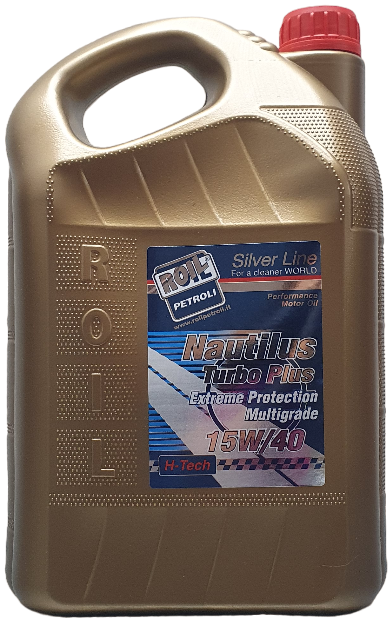 R
O
I
L
Silver Line
For a cleaner WORLD
ROIL
PETROLI
www.roilpetroli.it
Performance
Motor Oil
Nautilus
Turbo Plus
Extreme Protection
Multigrade
15W/40
H-Tech